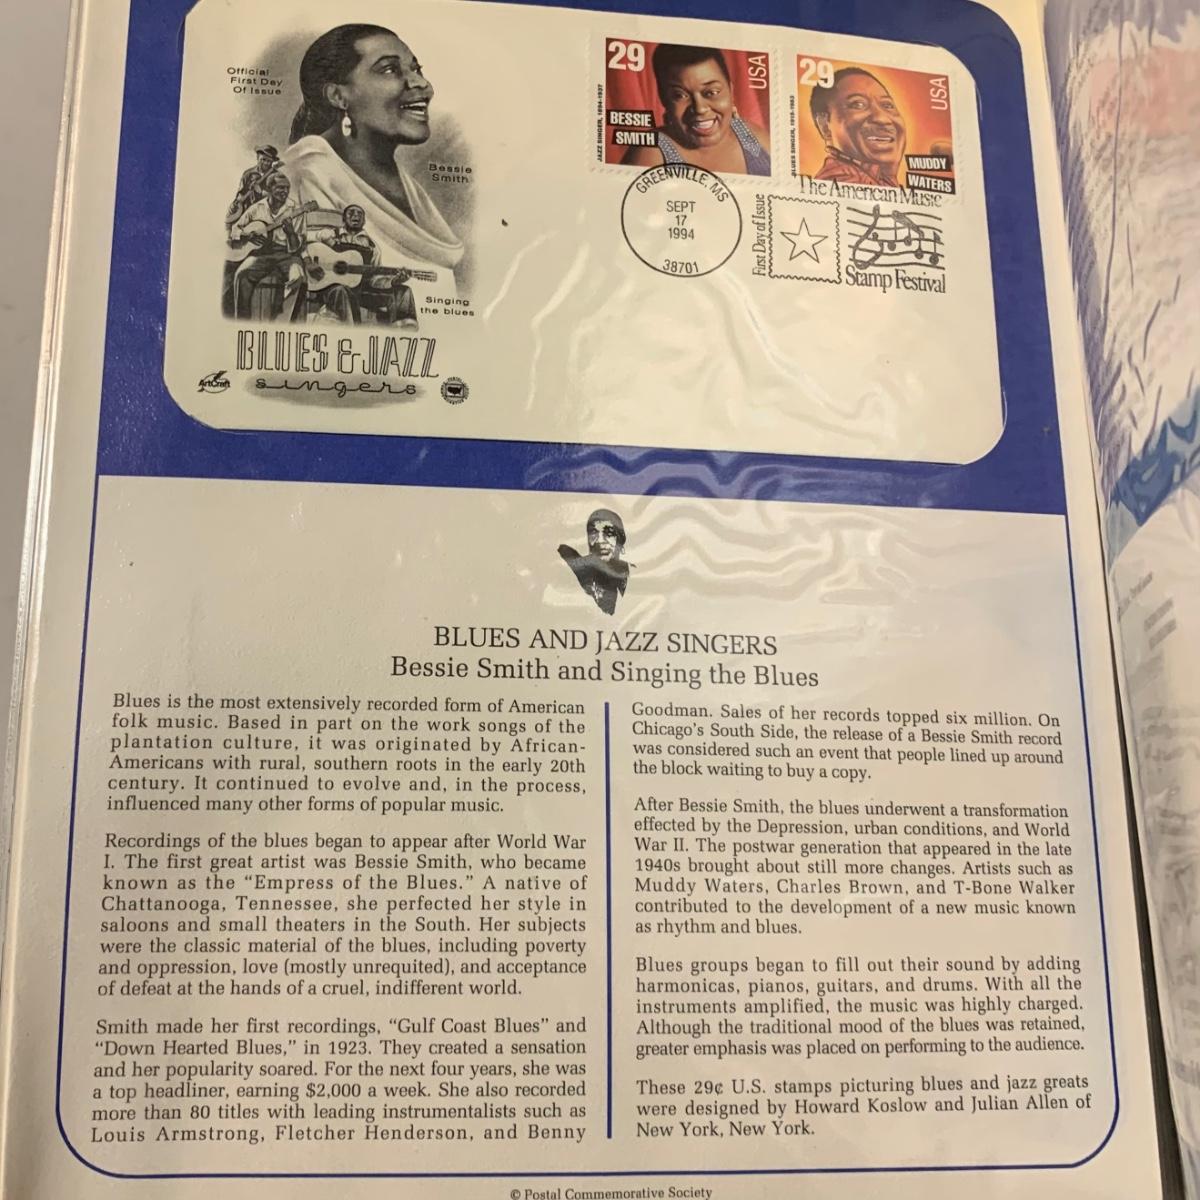 Official
First Day
Of Issue
Bessie
Smith
Singing
the blues
BLUES & JAZZ
singers
ArtCraft
29
USA
JAZZ SINGER, 1894-1937
BESSIE
SMITH
29
USA
BLUES SINGER, 1915-1983
MUDDY
WATERS
GREENVILLE, MS
SEPT
17
1994
38701
First Day of Issue
The American Music
Stamp Festival
BLUES AND JAZZ SINGERS
Bessie Smith and Singing the Blues
Blues is the most extensively recorded form of American
folk music. Based in part on the work songs of the
plantation culture, it was originated by African-
Americans with rural, southern roots in the early 20th
century. It continued to evolve and, in the process,
influenced many other forms of popular music.
Recordings of the blues began to appear after World War
I. The first great artist was Bessie Smith, who became
known as the “Empress of the Blues.” A native of
Chattanooga, Tennessee, she perfected her style in
saloons and small theaters in the South. Her subjects
were the classic material of the blues, including poverty
and oppression, love (mostly unrequited), and acceptance
of defeat at the hands of a cruel, indifferent world.
Smith made her first recordings, “Gulf Coast Blues” and
“Down Hearted Blues,” in 1923. They created a sensation
and her popularity soared. For the next four years, she was
a top headliner, earning $2,000 a week. She also recorded
more than 80 titles with leading instrumentalists such as
Louis Armstrong, Fletcher Henderson, and Benny
Goodman. Sales of her records topped six million. On
Chicago’s South Side, the release of a Bessie Smith record
was considered such an event that people lined up around
the block waiting to buy a copy.
After Bessie Smith, the blues underwent a transformation
effected by the Depression, urban conditions, and World
War II. The postwar generation that appeared in the late
1940s brought about still more changes. Artists such as
Muddy Waters, Charles Brown, and T-Bone Walker
contributed to the development of a new music known
as rhythm and blues.
Blues groups began to fill out their sound by adding
harmonicas, pianos, guitars, and drums. With all the
instruments amplified, the music was highly charged.
Although the traditional mood of the blues was retained,
greater emphasis was placed on performing to the audience.
These 29¢ U.S. stamps picturing blues and jazz greats
were designed by Howard Koslow and Julian Allen of
New York, New York.
© Postal Commemorative Society